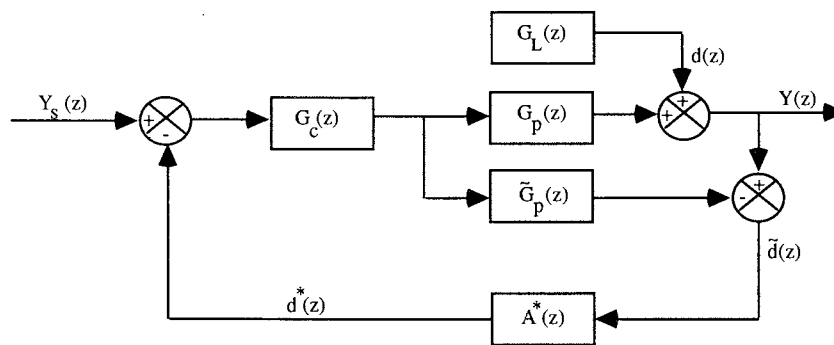 G_L(z)
d(z)
Y_s(z)
+
-
G_c(z)
G_p(z)
+
+
Y(z)
G̃_p(z)
-
+
d̃(z)
d*(z)
A*(z)